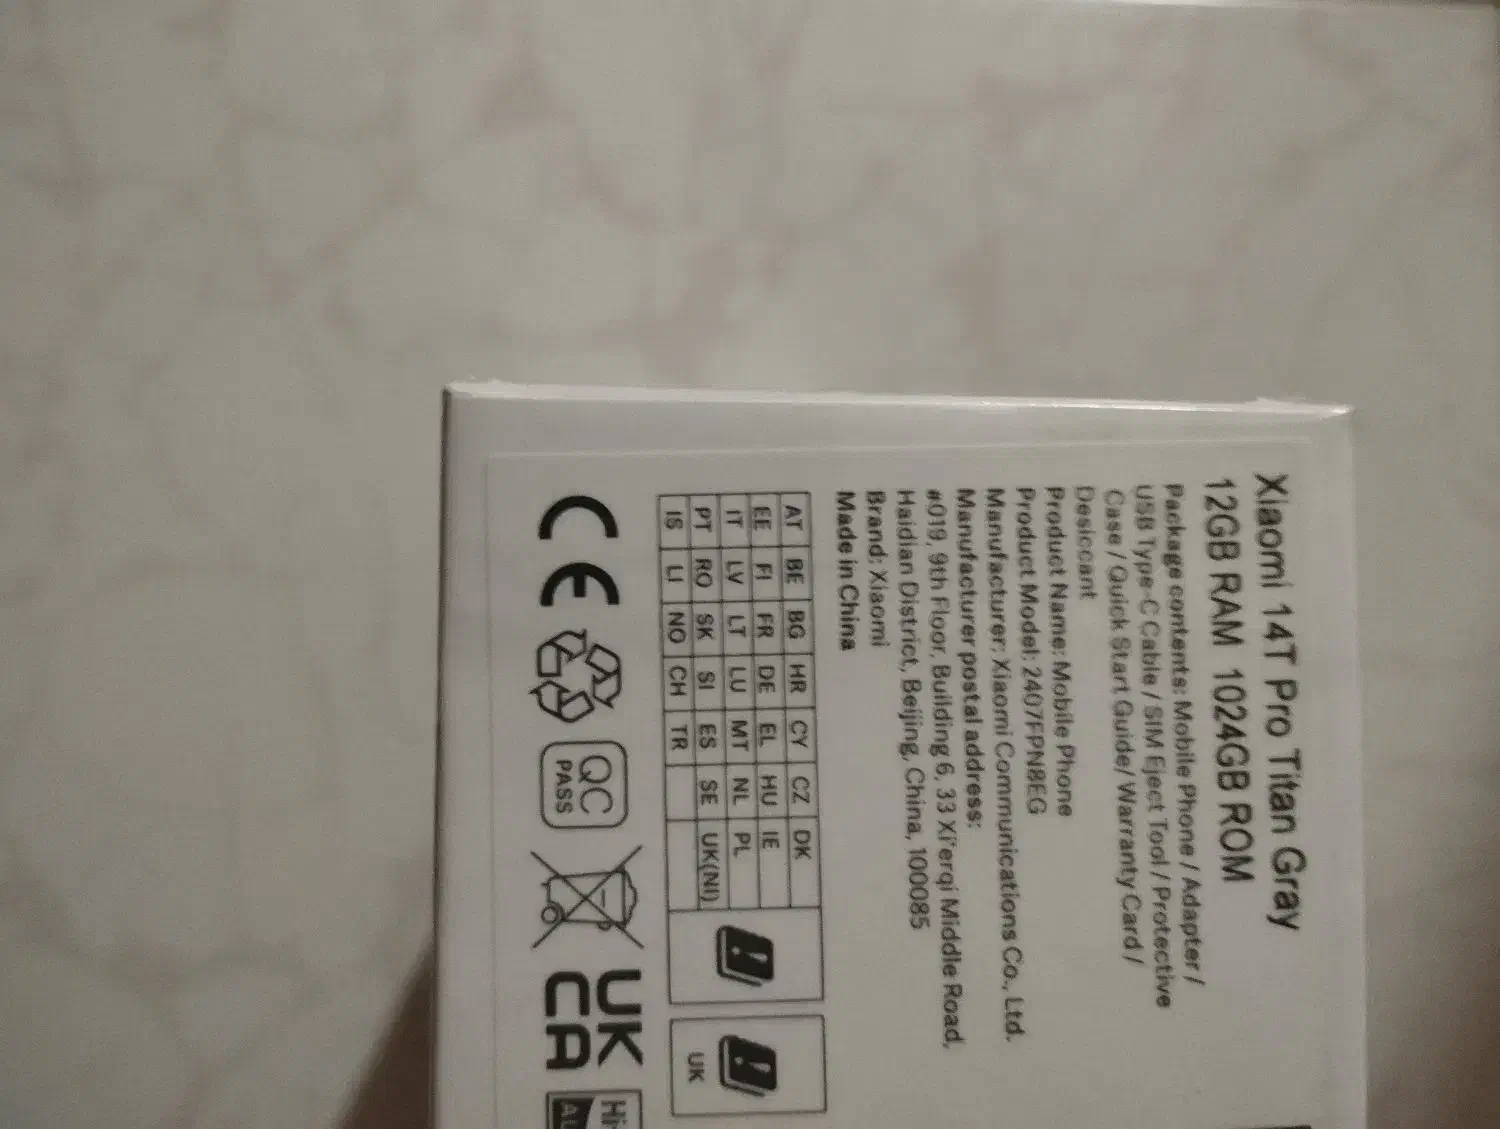 Xiaomi 14T Pro Titan Gray
12GB RAM 1024GB ROM
Package contents: Mobile Phone / Adapter /
USB Type-C Cable / SIM Eject Tool / Protective
Case / Quick Start Guide/ Warranty Card /
Desiccant
Product Name: Mobile Phone
Product Model: 2407FPN8EG
Manufacturer: Xiaomi Communications Co., Ltd.
Manufacturer postal address:
#019, 9th Floor, Building 6, 33 Xi'erqi Middle Road,
Haidian District, Beijing, China, 100085
Brand: Xiaomi
Made in China
AT BE BG HR CY CZ DK
EE FI FR DE EL HU IE
IT LV LT LU MT NL PL
PT RO SK SI ES SE UK(NI)
IS LI NO CH TR
UK
CE
QC
PASS
UK
CA
Hi-